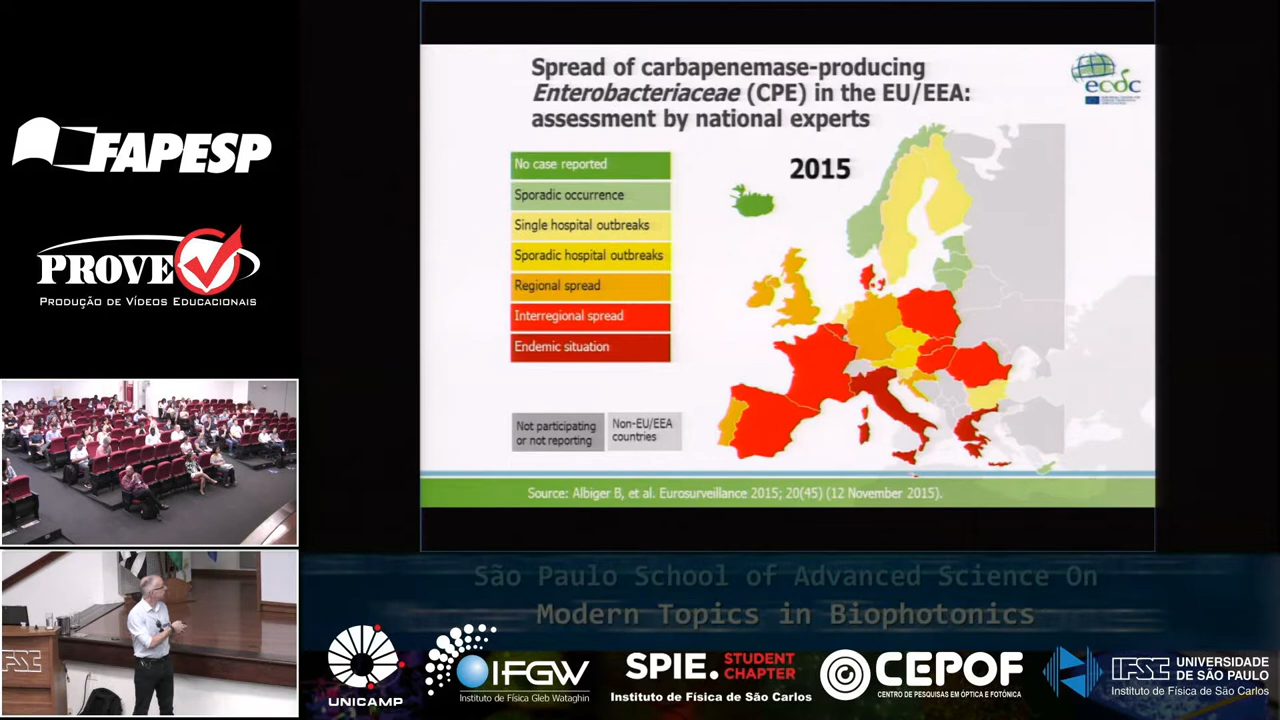 FAPESP
PROVE
PRODUÇÃO DE VÍDEOS EDUCACIONAIS
Spread of carbapenemase-producing
Enterobacteriaceae (CPE) in the EU/EEA:
assessment by national experts
ecdc
2015
No case reported
Sporadic occurrence
Single hospital outbreaks
Sporadic hospital outbreaks
Regional spread
Interregional spread
Endemic situation
Not participating
or not reporting
Non-EU/EEA
countries
Source: Albiger B, et al. Eurosurveillance 2015; 20(45) (12 November 2015).
São Paulo School of Advanced Science On
Modern Topics in Biophotonics
UNICAMP
IFGW
Instituto de Física Gleb Wataghin
SPIE. STUDENT
CHAPTER
Instituto de Física de São Carlos
CEPOF
CENTRO DE PESQUISAS EM ÓPTICA E FOTÔNICA
IFSC UNIVERSIDADE
DE SÃO PAULO
Instituto de Física de São Carlos